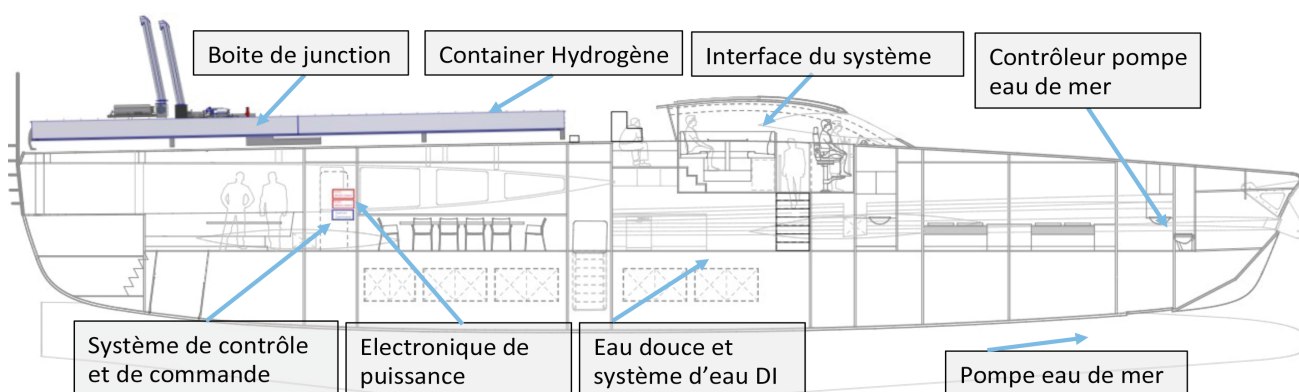 Boite de junction
Container Hydrogène
Interface du système
Contrôleur pompe
eau de mer
Système de contrôle
et de commande
Electronique de
puissance
Eau douce et
système d'eau DI
Pompe eau de mer